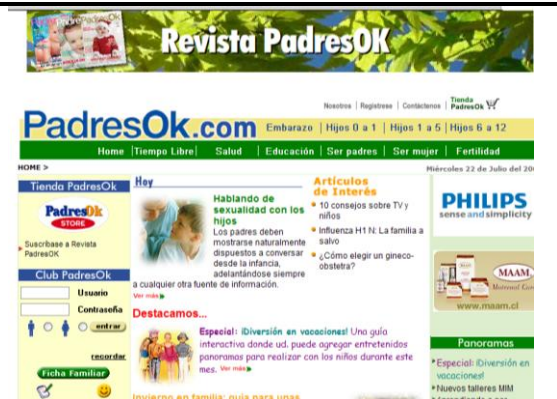 Revista PadresOK
Nosotros | Registrese | Contáctenos | Tienda PadresOk
PadresOk.com
Embarazo | Hijos 0 a 1 | Hijos 1 a 5 | Hijos 6 a 12
Home | Tiempo Libre | Salud | Educación | Ser padres | Ser mujer | Fertilidad
HOME >
Miércoles 22 de Julio del 20
Tienda PadresOk
PadresOk
STORE
Suscríbase a Revista
PadresOK
Club PadresOk
Usuario
Contraseña
entrar
recordar
Ficha Familiar
Hoy
Hablando de
sexualidad con los
hijos
Los padres deben
mostrarse naturalmente
dispuestos a conversar
desde la infancia,
adelantándose siempre
a cualquier otra fuente de información.
Ver más
Destacamos...
Especial: ¡Diversión en vacaciones! Una guía
interactiva donde ud. puede agregar entretenidos
panoramas para realizar con los niños durante este
mes. Ver más
Invierno en familia: guía para unas
Artículos
de Interés
10 consejos sobre TV y
niños
Influenza H1 N: La familia a
salvo
¿Cómo elegir un gineco-
obstetra?
PHILIPS
sense and simplicity
MAAM
Maternal Car
www.maam.cl
Panoramas
Especial: ¡Diversión en
vacaciones!
Nuevos talleres MIM